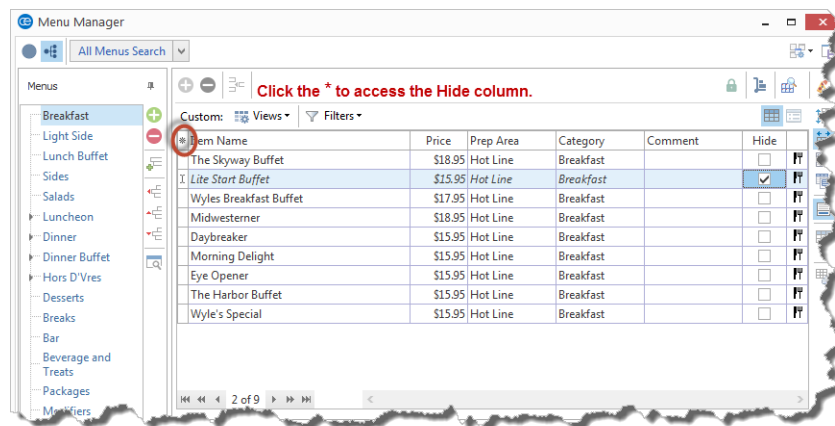 Menu Manager
All Menus Search
Menus
Click the * to access the Hide column.
Breakfast
Light Side
Lunch Buffet
Sides
Salads
Luncheon
Dinner
Dinner Buffet
Hors D'Vres
Desserts
Breaks
Bar
Beverage and
Treats
Packages
Modifiers
Custom: Views Filters
* Item Name Price Prep Area Category Comment Hide
The Skyway Buffet $18.95 Hot Line Breakfast
Lite Start Buffet $15.95 Hot Line Breakfast
Wyles Breakfast Buffet $17.95 Hot Line Breakfast
Midwesterner $18.95 Hot Line Breakfast
Daybreaker $15.95 Hot Line Breakfast
Morning Delight $15.95 Hot Line Breakfast
Eye Opener $15.95 Hot Line Breakfast
The Harbor Buffet $15.95 Hot Line Breakfast
Wyle's Special $15.95 Hot Line Breakfast
2 of 9